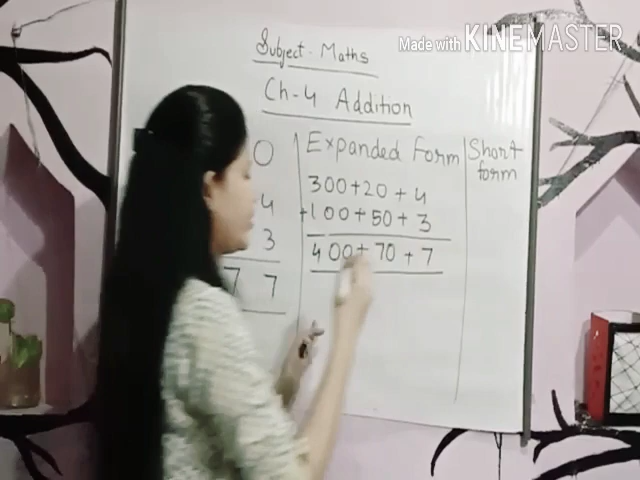 Made with KINEMASTER
Subject - Maths
Ch-4 Addition
O
4
3
7 7
Expanded Form
300+20+4
+100+50+3
400+70+7
Short form